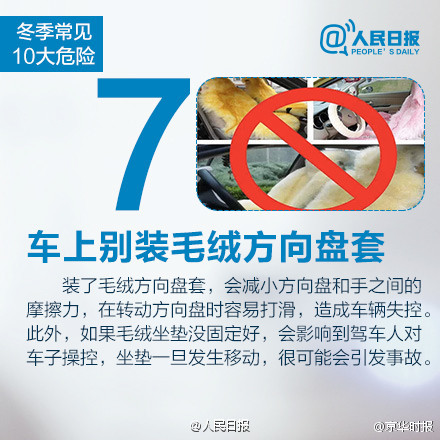 冬季常见
10大危险
@人民日报
PEOPLE'S DAILY
7
车上别装毛绒方向盘套
装了毛绒方向盘套，会减小方向盘和手之间的
摩擦力，在转动方向盘时容易打滑，造成车辆失控。
此外，如果毛绒坐垫没固定好，会影响到驾车人对
车子操控，坐垫一旦发生移动，很可能会引发事故。
@人民日报
@京华时报